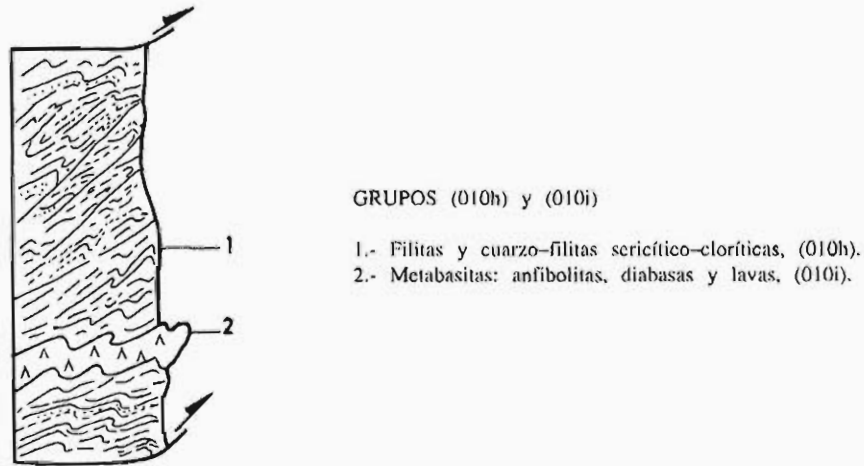 GRUPOS (010h) y (010i)
1.- Filitas y cuarzo-filitas sericítico-cloríticas, (010h).
2.- Metabasitas: anfibolitas, diabasas y lavas, (010i).
1
2